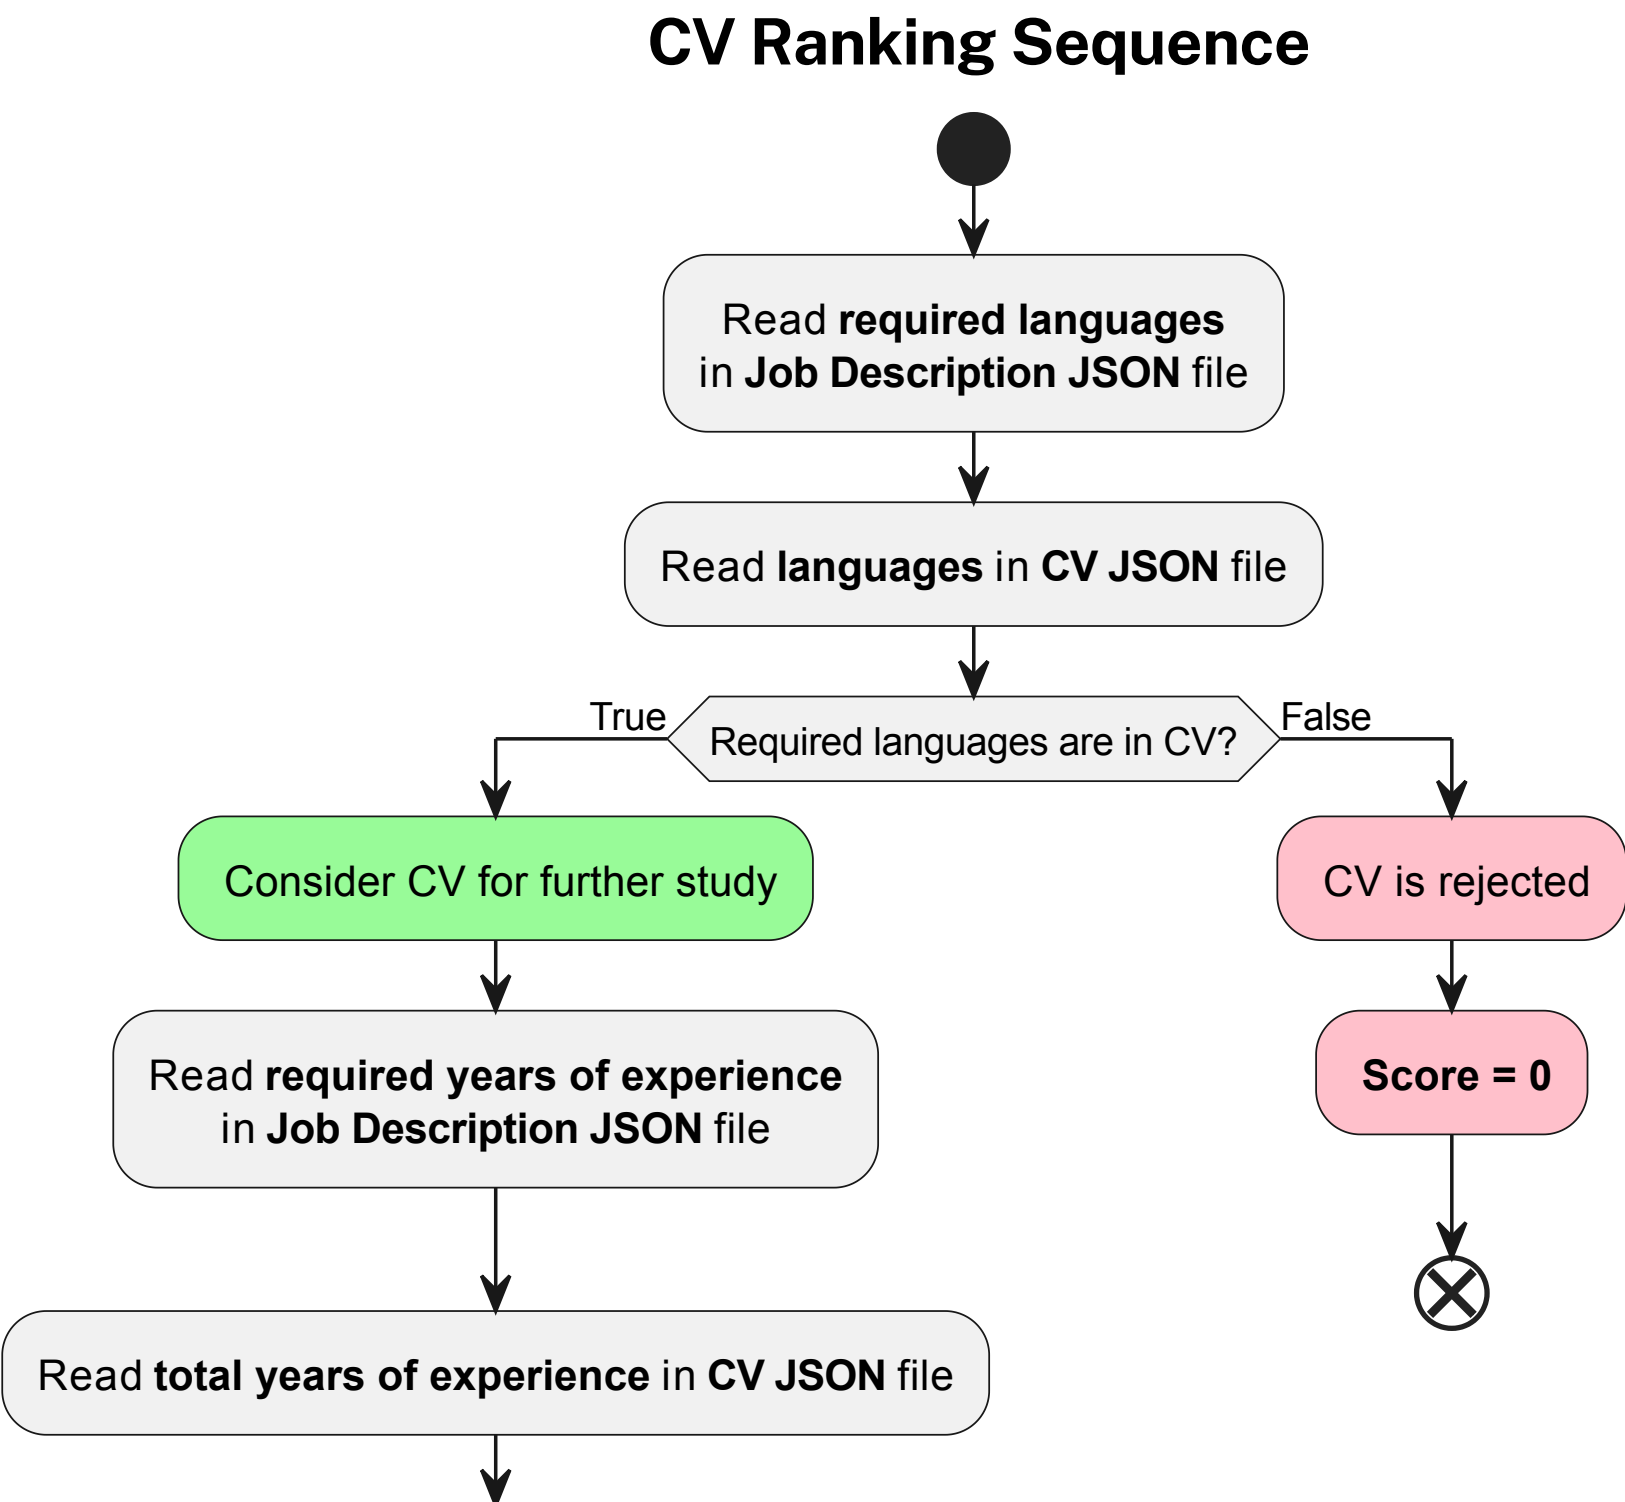 CV Ranking Sequence
Read required languages
in Job Description JSON file
Read languages in CV JSON file
True
Required languages are in CV?
False
Consider CV for further study
CV is rejected
Read required years of experience
in Job Description JSON file
Score = 0
Read total years of experience in CV JSON file